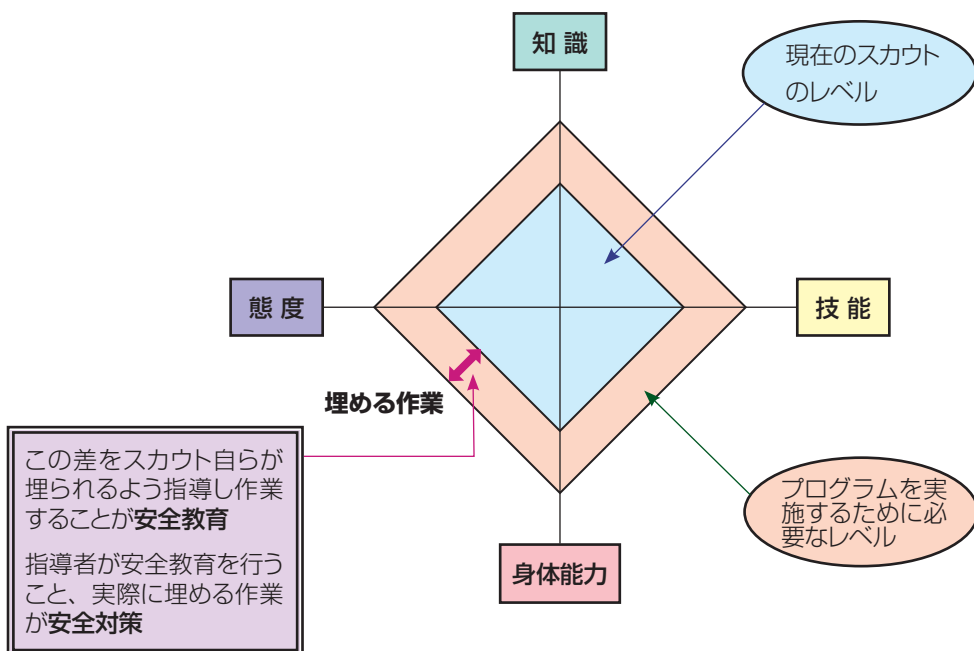 知 識
現在のスカウト
のレベル
態 度
技 能
埋める作業
この差をスカウト自らが
埋られるよう指導し作業
することが安全教育
指導者が安全教育を行う
こと、実際に埋める作業
が安全対策
プログラムを実
施するために必
要なレベル
身体能力